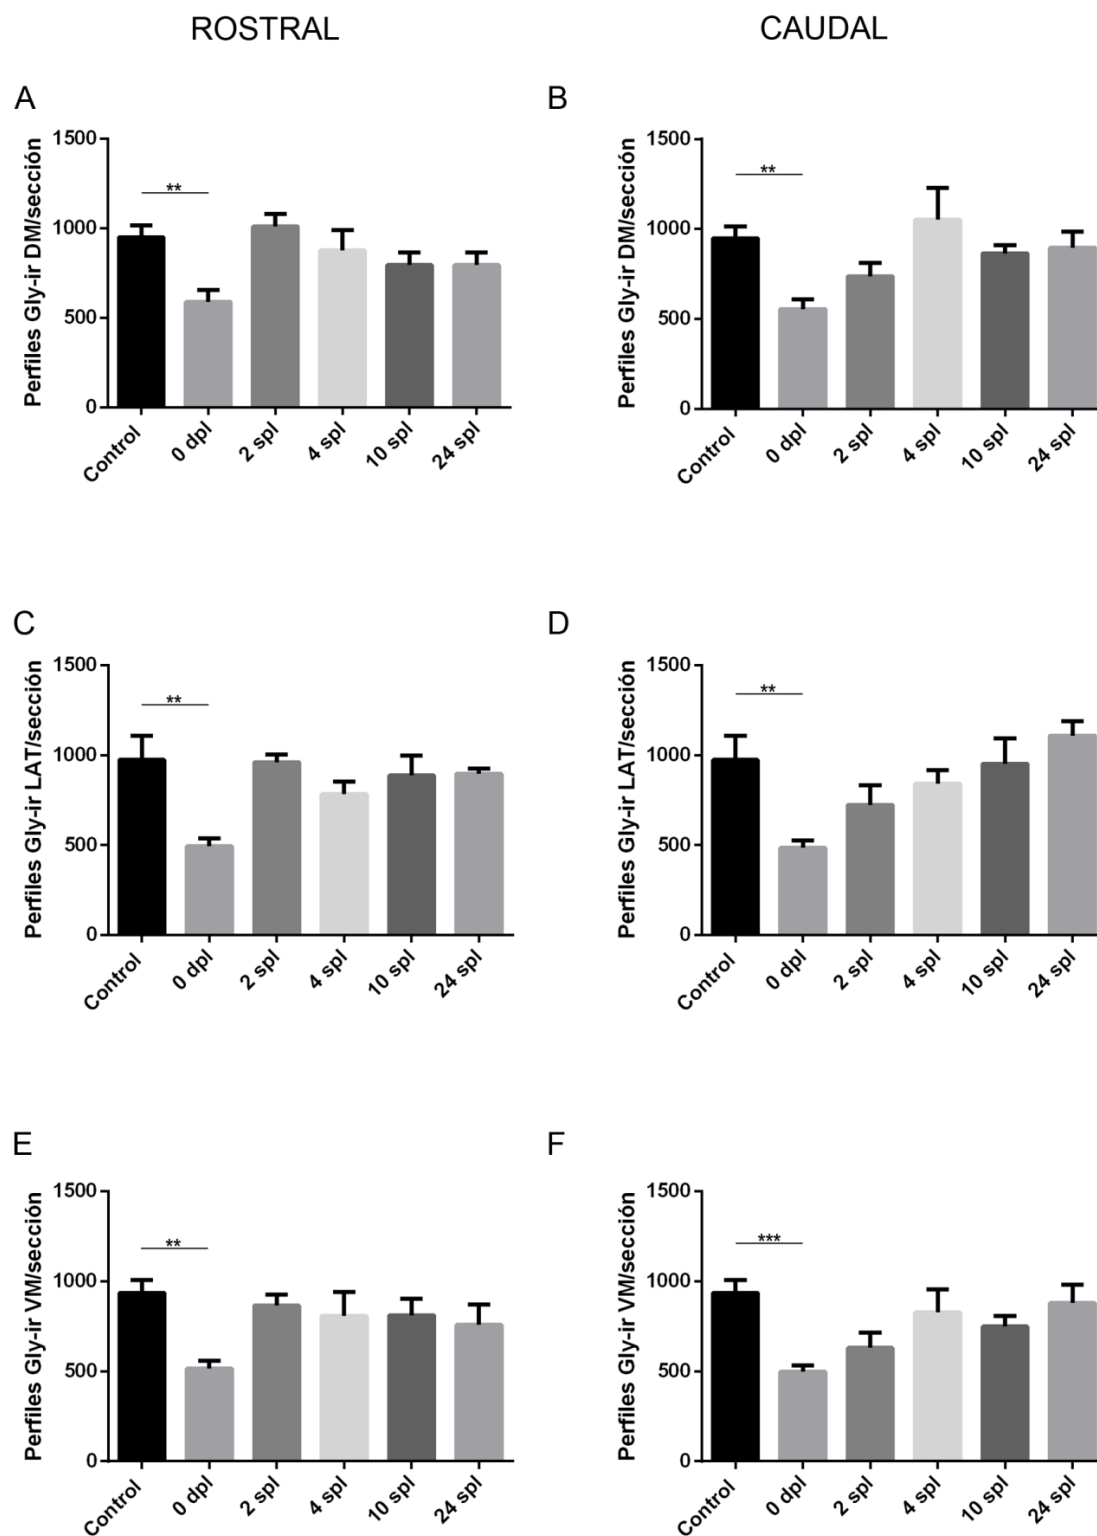 ROSTRAL
CAUDAL
A
Perfiles Gly-ir DM/sección
1500
1000
500
0
**
Control
0 dpl
2 spl
4 spl
10 spl
24 spl
B
Perfiles Gly-ir DM/sección
1500
1000
500
0
**
Control
0 dpl
2 spl
4 spl
10 spl
24 spl
C
Perfiles Gly-ir LAT/sección
1500
1000
500
0
**
Control
0 dpl
2 spl
4 spl
10 spl
24 spl
D
Perfiles Gly-ir LAT/sección
1500
1000
500
0
**
Control
0 dpl
2 spl
4 spl
10 spl
24 spl
E
Perfiles Gly-ir VM/sección
1500
1000
500
0
**
Control
0 dpl
2 spl
4 spl
10 spl
24 spl
F
Perfiles Gly-ir VM/sección
1500
1000
500
0
***
Control
0 dpl
2 spl
4 spl
10 spl
24 spl